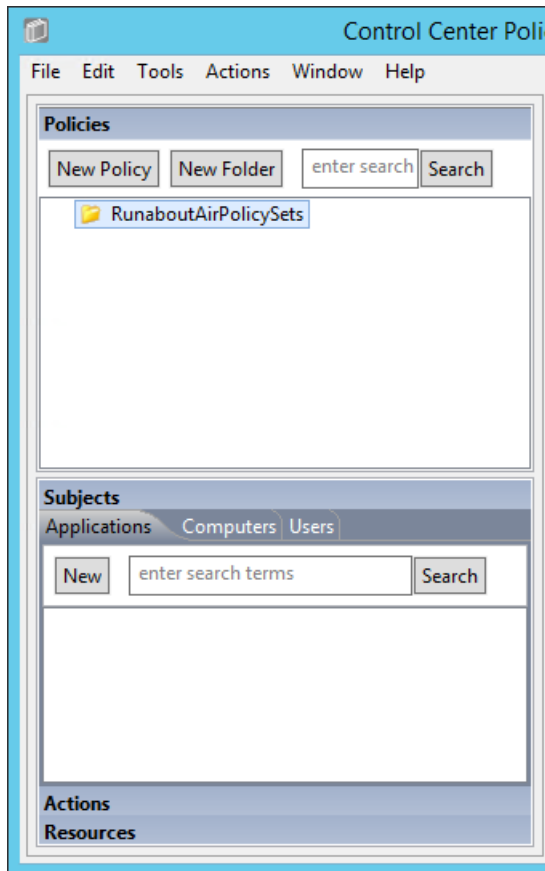 Control Center Poli
File Edit Tools Actions Window Help
Policies
New Policy New Folder enter search Search
RunaboutAirPolicySets
Subjects
Applications Computers Users
New enter search terms Search
Actions
Resources